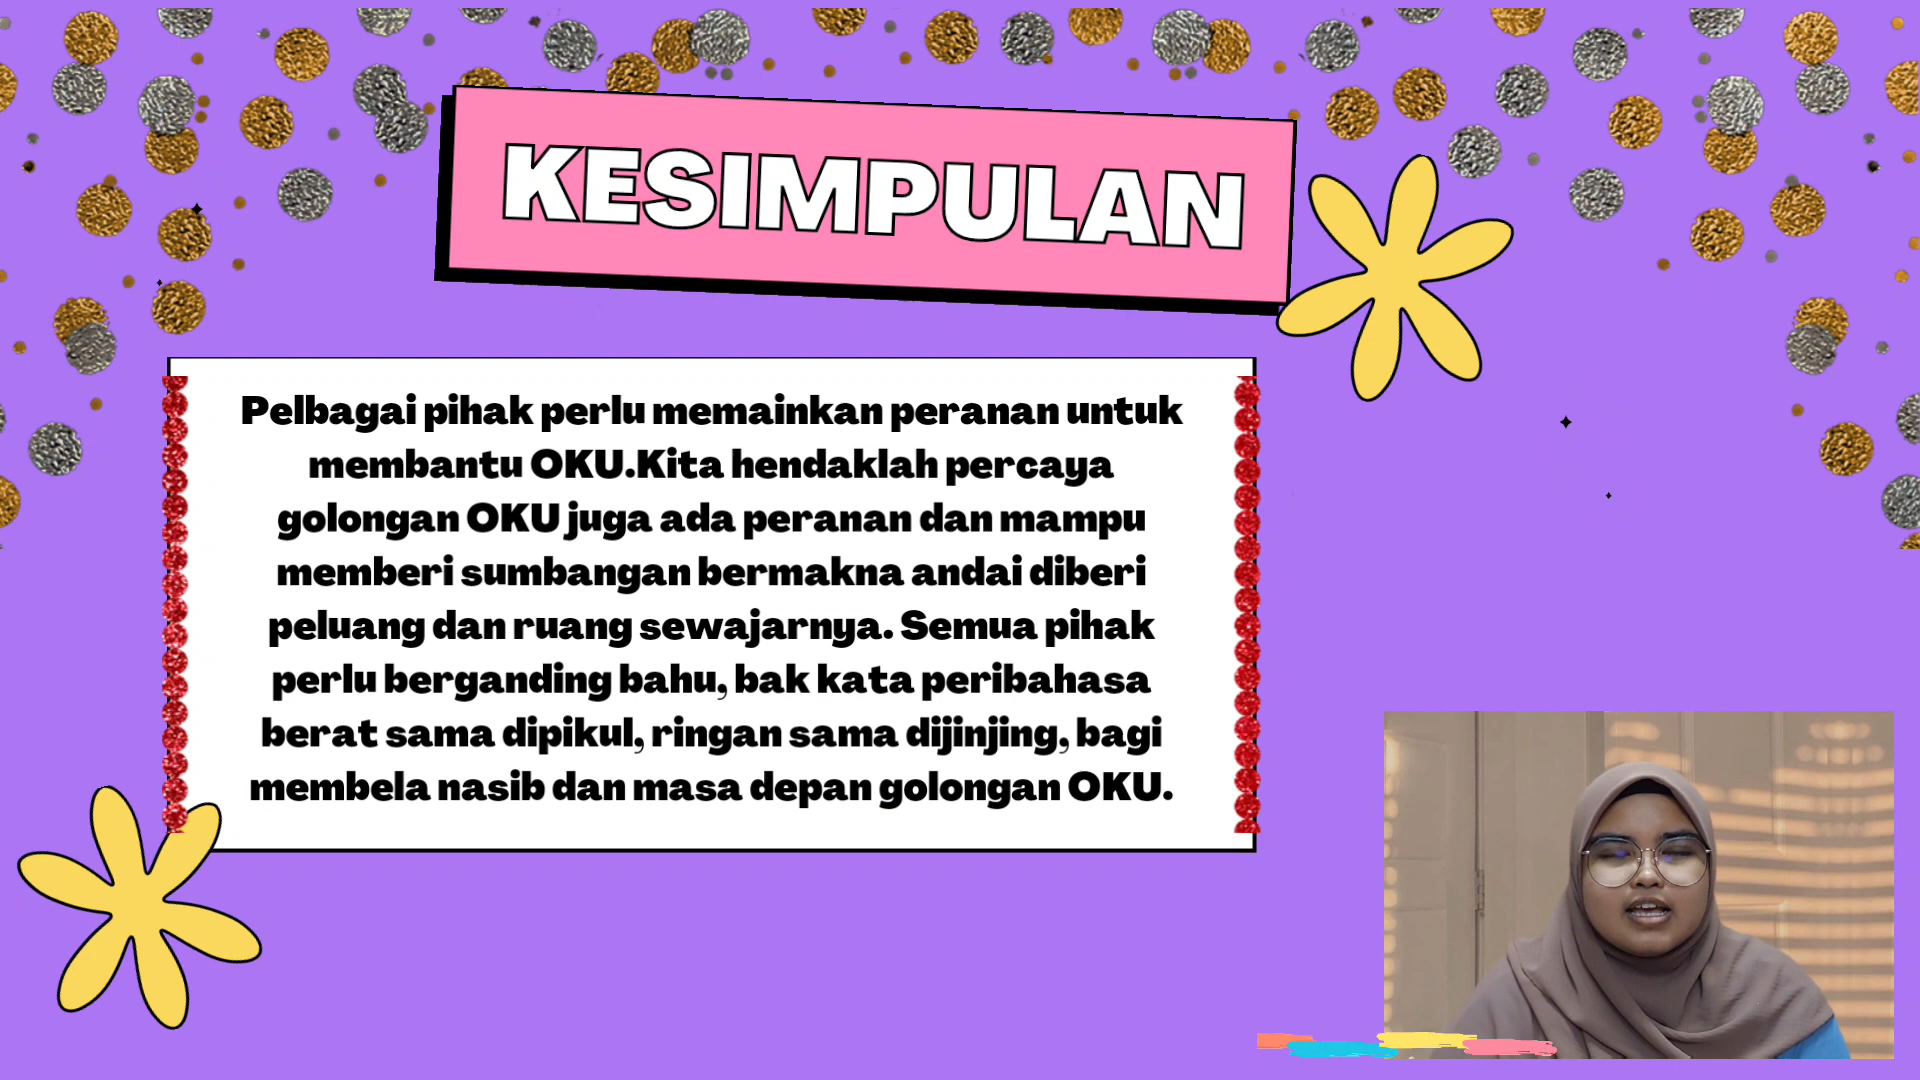 KESIMPULAN
Pelbagai pihak perlu memainkan peranan untuk
membantu OKU.Kita hendaklah percaya
golongan OKU juga ada peranan dan mampu
memberi sumbangan bermakna andai diberi
peluang dan ruang sewajarnya. Semua pihak
perlu berganding bahu, bak kata peribahasa
berat sama dipikul, ringan sama dijinjing, bagi
membela nasib dan masa depan golongan OKU.